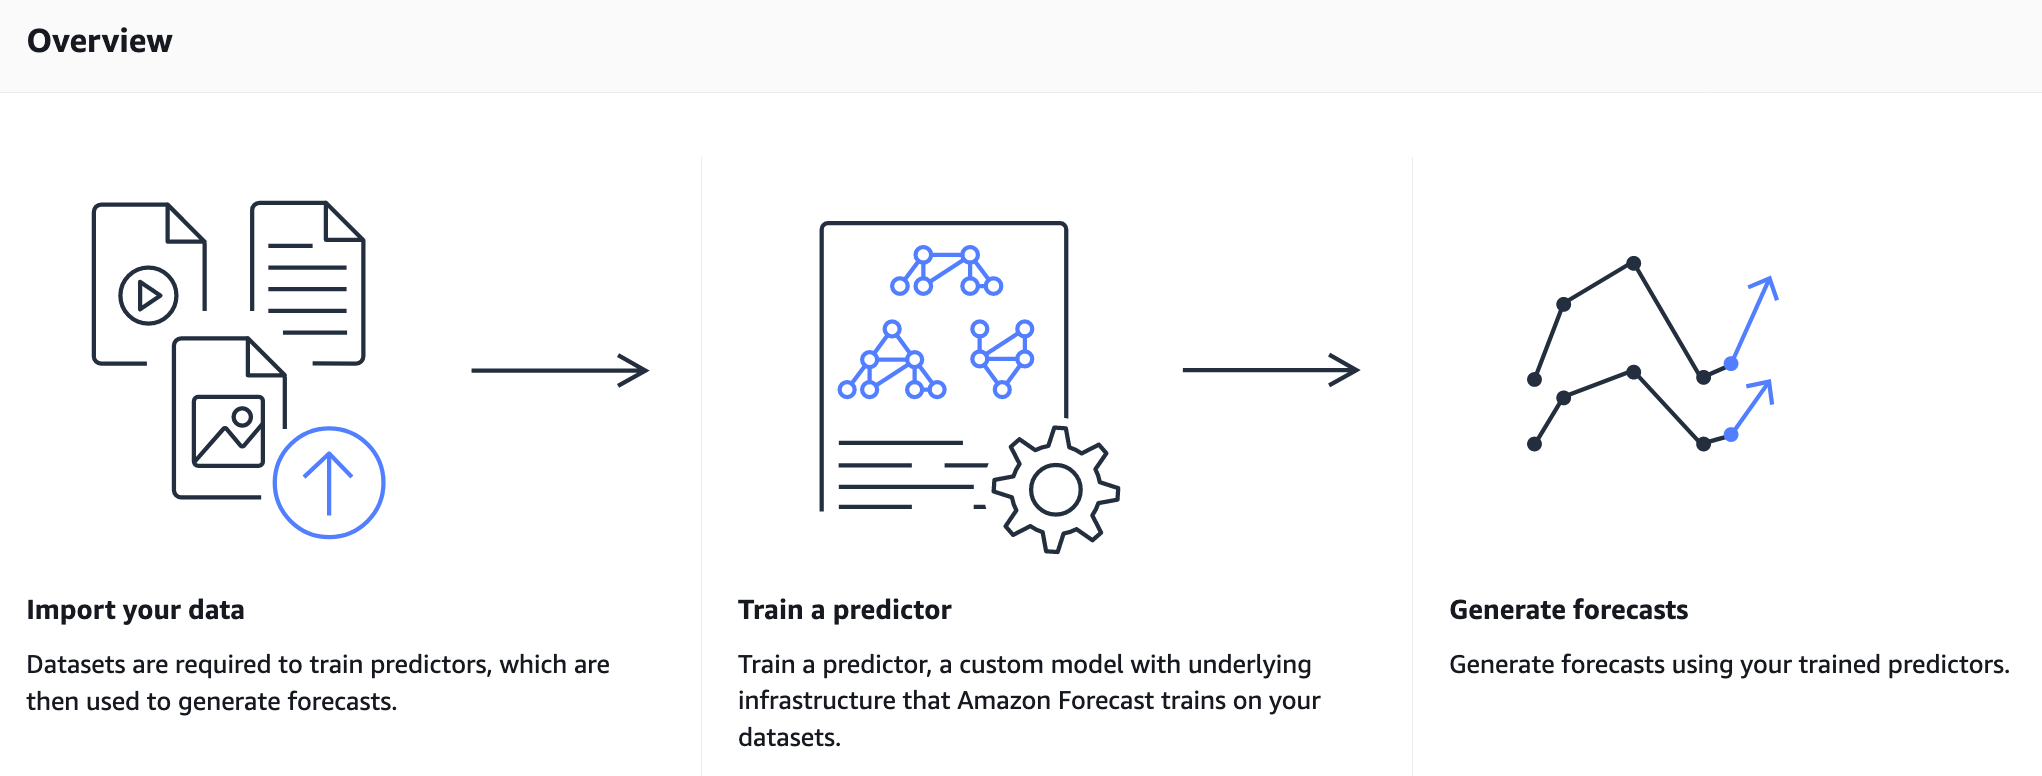 Overview
Import your data
Datasets are required to train predictors, which are
then used to generate forecasts.
Train a predictor
Train a predictor, a custom model with underlying
infrastructure that Amazon Forecast trains on your
datasets.
Generate forecasts
Generate forecasts using your trained predictors.